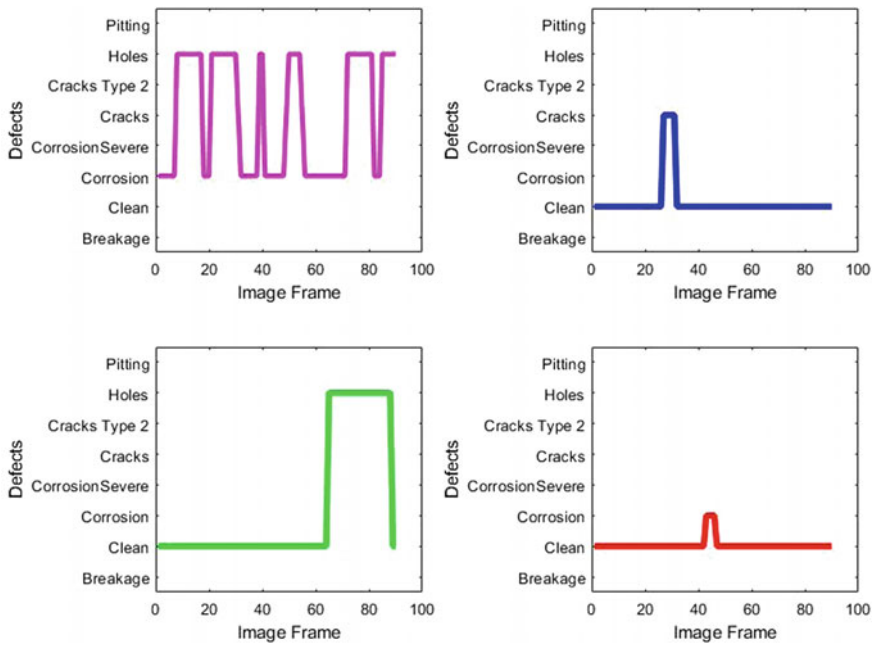 Pitting
Holes
Cracks Type 2
Cracks
CorrosionSevere
Corrosion
Clean
Breakage
Defects
0 20 40 60 80 100
Image Frame
Pitting
Holes
Cracks Type 2
Cracks
CorrosionSevere
Corrosion
Clean
Breakage
Defects
0 20 40 60 80 100
Image Frame
Pitting
Holes
Cracks Type 2
Cracks
CorrosionSevere
Corrosion
Clean
Breakage
Defects
0 20 40 60 80 100
Image Frame
Pitting
Holes
Cracks Type 2
Cracks
CorrosionSevere
Corrosion
Clean
Breakage
Defects
0 20 40 60 80 100
Image Frame